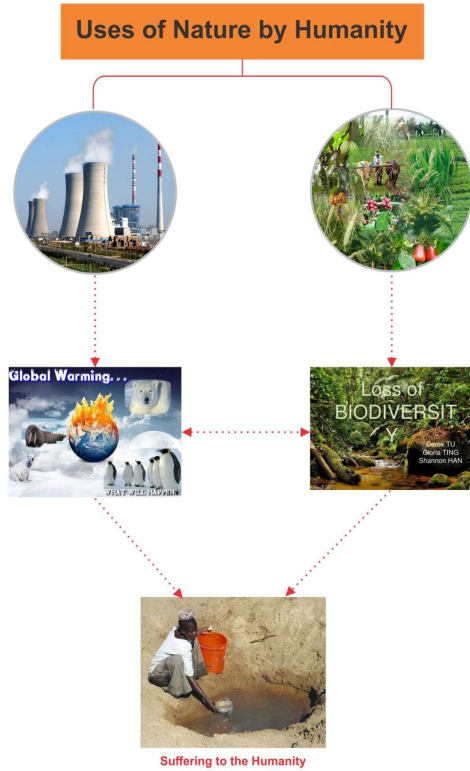 Uses of Nature by Humanity
Global Warming...
WHAT WILL HAPPEN
Loss of
BIODIVERSIT
Y
Derek TU
Gloria TING
Shannon HAN
Suffering to the Humanity